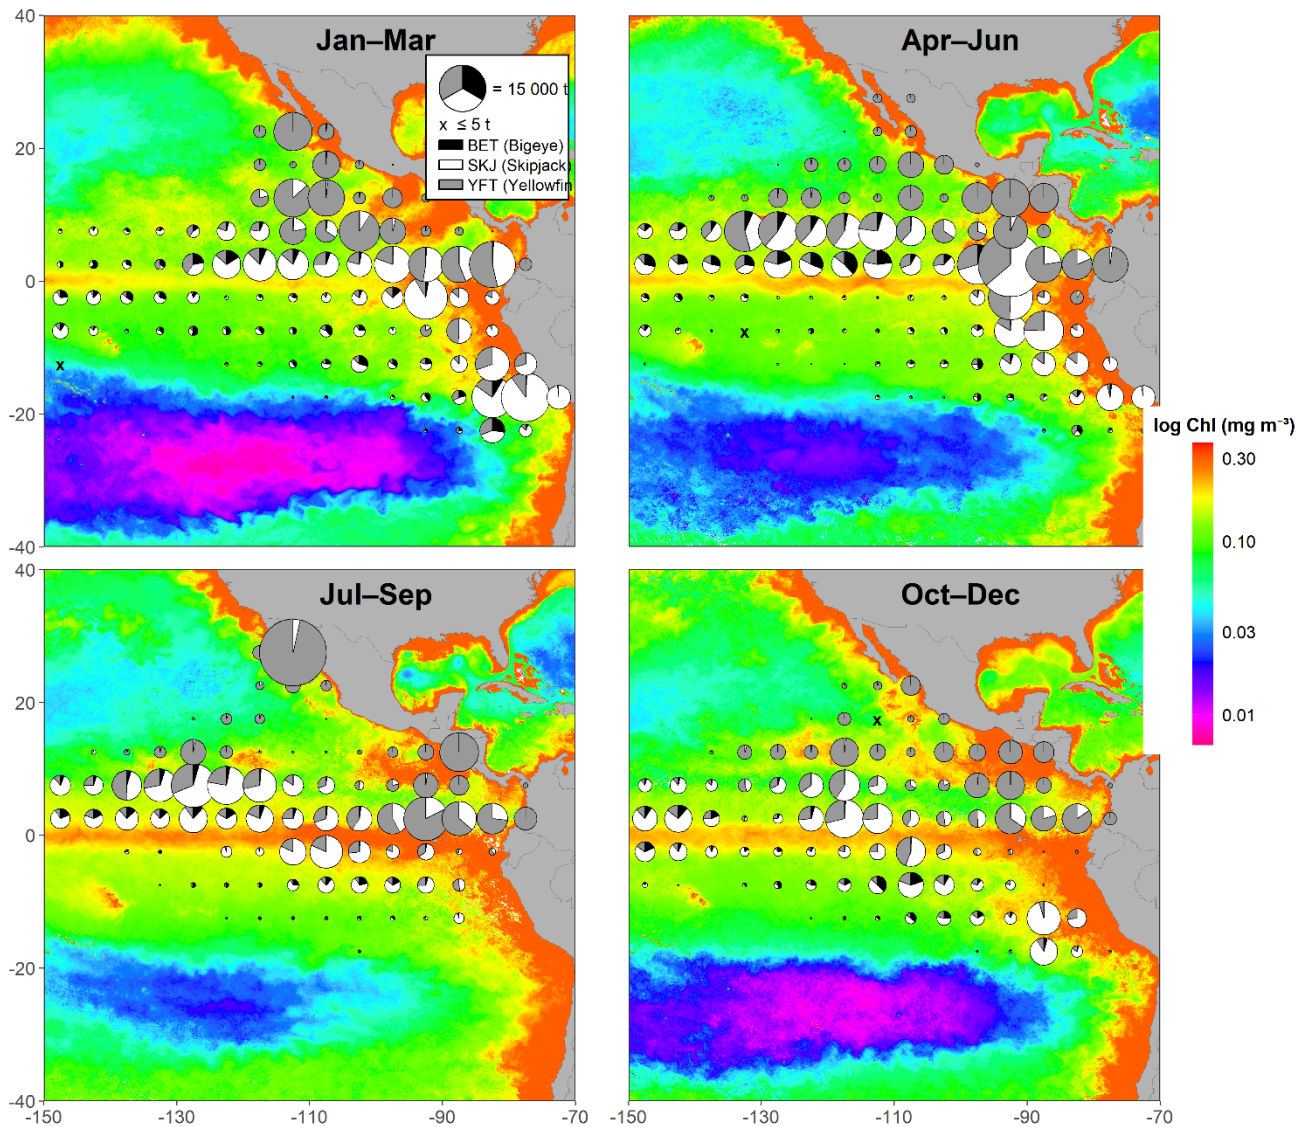 40
20
0
-20
-40
Jan–Mar
= 15 000 t
x ≤ 5 t
BET (Bigeye)
SKJ (Skipjack)
YFT (Yellowfin
x
Apr–Jun
x
log Chl (mg m⁻³)
0.30
0.10
0.03
0.01
40
20
0
-20
-40
Jul–Sep
-150
-130
-110
-90
-70
Oct–Dec
x
-150
-130
-110
-90
-70